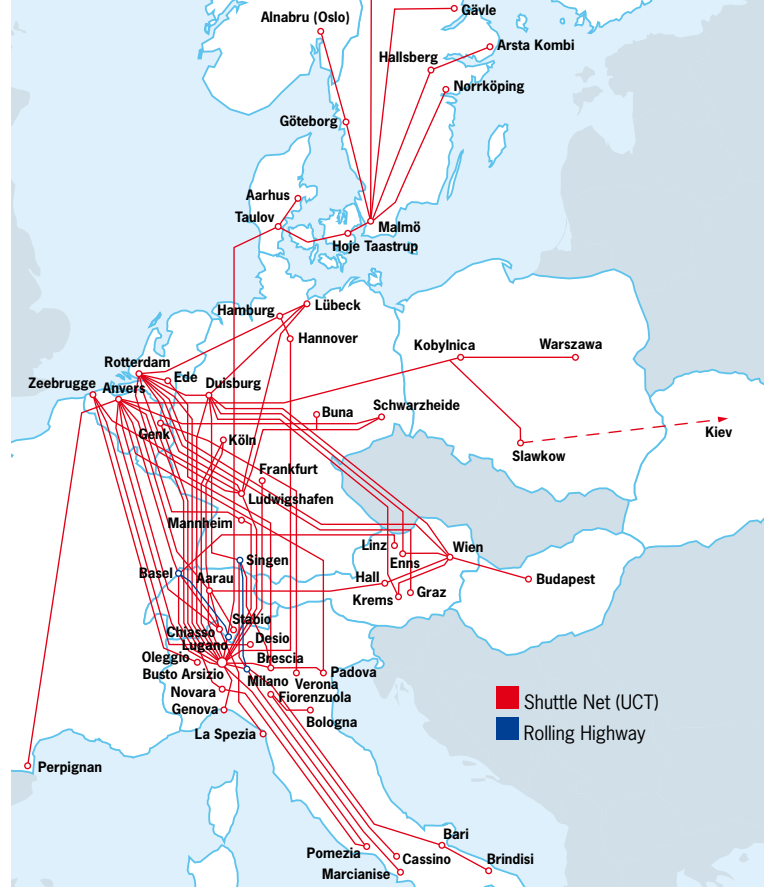 Gävle
Alnabru (Oslo)
Arsta Kombi
Hallsberg
Norrköping
Göteborg
Aarhus
Taulov
Malmö
Hoje Taastrup
Lübeck
Hamburg
Hannover
Kobylnica
Warszawa
Rotterdam
Ede
Zeebrugge
Anvers
Duisburg
Buna
Schwarzheide
Genk
Köln
Kiev
Slawkow
Frankfurt
Ludwigshafen
Mannheim
Linz
Wien
Singen
Enns
Basel
Aarau
Hall
Budapest
Krems
Graz
Stabio
Chiasso
Desio
Lugano
Oleggio
Brescia
Busto Arsizio
Padova
Milano
Verona
Novara
Fiorenzuola
Genova
Bologna
Shuttle Net (UCT)
La Spezia
Rolling Highway
Perpignan
Bari
Pomezia
Cassino
Brindisi
Marcianise